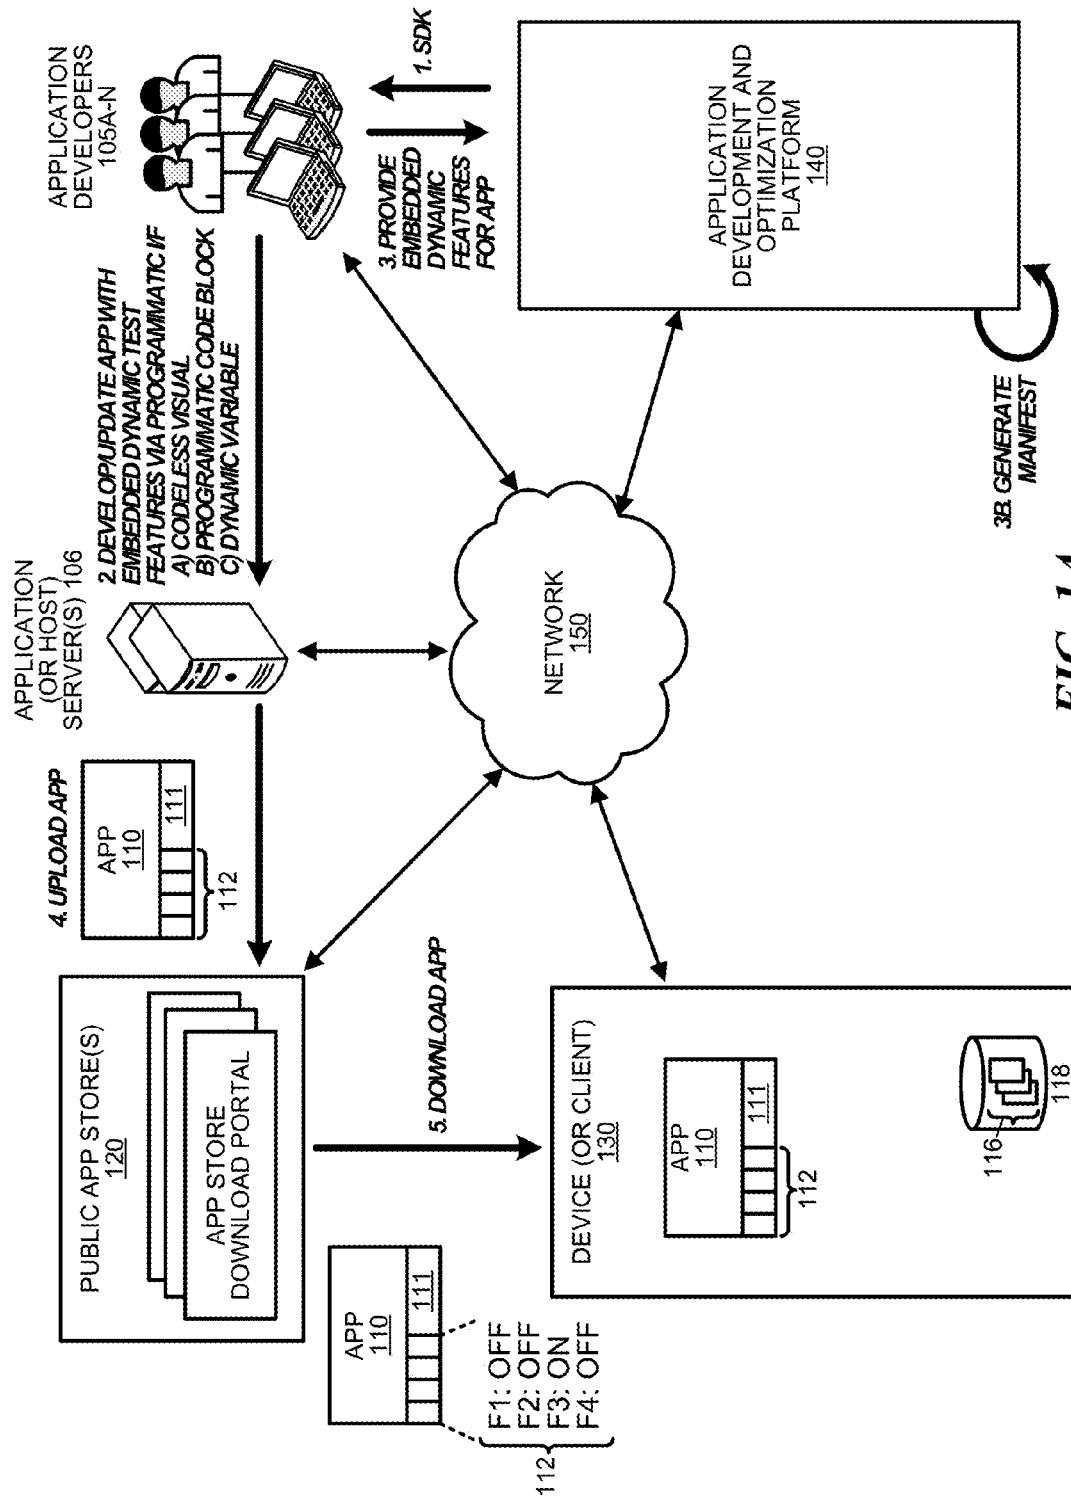 APPLICATION
DEVELOPERS
105A-N
2. DEVELOP/UPDATE APP WITH
EMBEDDED DYNAMIC TEST
FEATURES VIA PROGRAMMATIC I/F
A) CODELESS VISUAL
B) PROGRAMMATIC CODE BLOCK
C) DYNAMIC VARIABLE
APPLICATION
(OR HOST)
SERVER(S) 106
4. UPLOAD APP
APP
110
111
112
PUBLIC APP STORE(S)
120
APP STORE
DOWNLOAD PORTAL
1. SDK
3. PROVIDE
EMBEDDED
DYNAMIC
FEATURES
FOR APP
APPLICATION
DEVELOPMENT AND
OPTIMIZATION
PLATFORM
140
3B. GENERATE
MANIFEST
NETWORK
150
5. DOWNLOAD APP
APP
110
111
F1: OFF
F2: OFF
F3: ON
F4: OFF
112
DEVICE (OR CLIENT)
130
APP
110
111
112
116
118
FIG. 1A